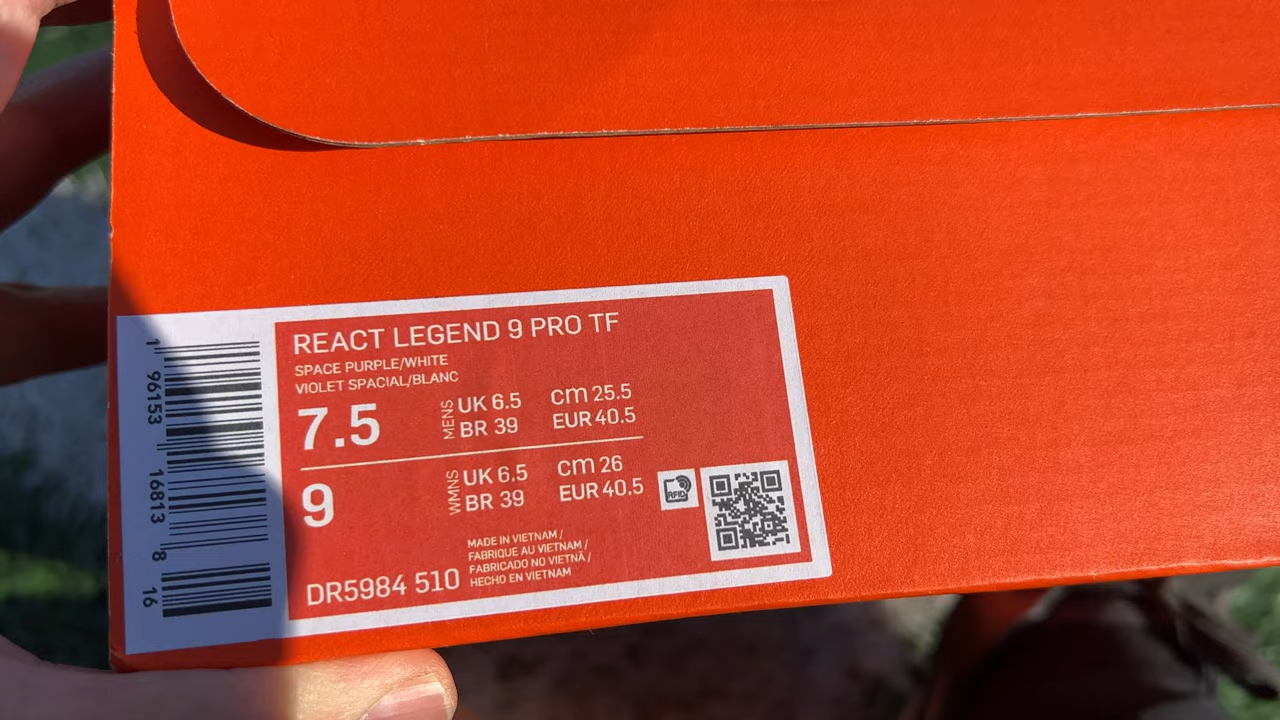 REACT LEGEND 9 PRO TF
SPACE PURPLE/WHITE
VIOLET SPACIAL/BLANC
7.5 MENS UK 6.5 cm 25.5
BR 39 EUR 40.5
9 WMNS UK 6.5 cm 26
BR 39 EUR 40.5
RFID
MADE IN VIETNAM /
FABRIQUE AU VIETNAM /
FABRICADO NO VIETNÃ /
HECHO EN VIETNAM
DR5984 510
1 96153 16813 8 16